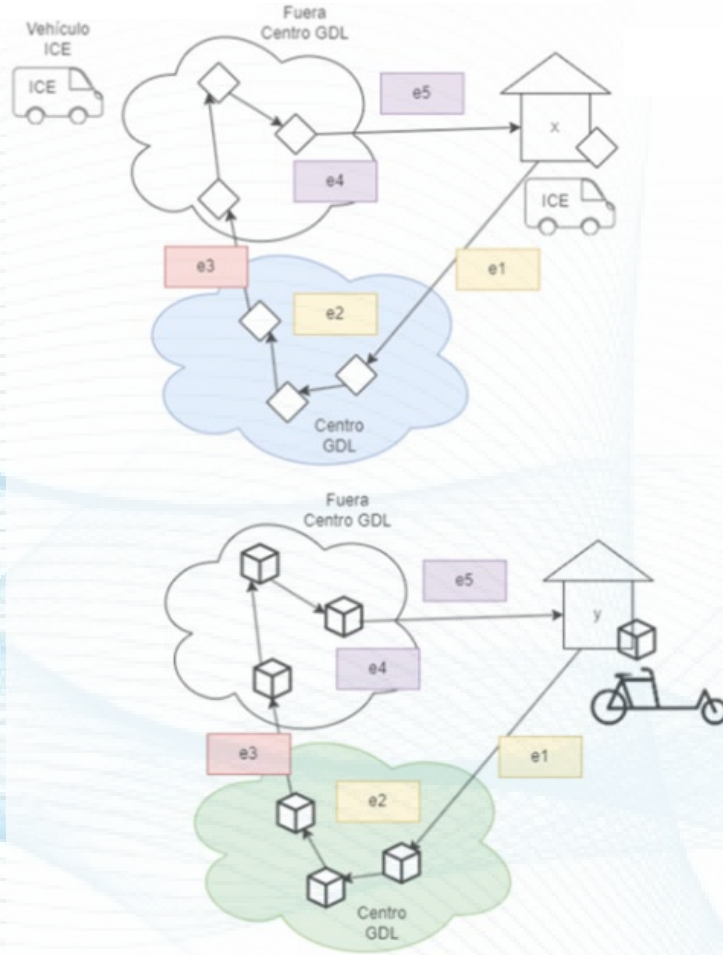 Fuera
Centro GDL
Vehículo
ICE
ICE
e5
x
e4
ICE
e3
e1
e2
Centro
GDL
Fuera
Centro GDL
e5
y
e4
e3
e1
e2
Centro
GDL